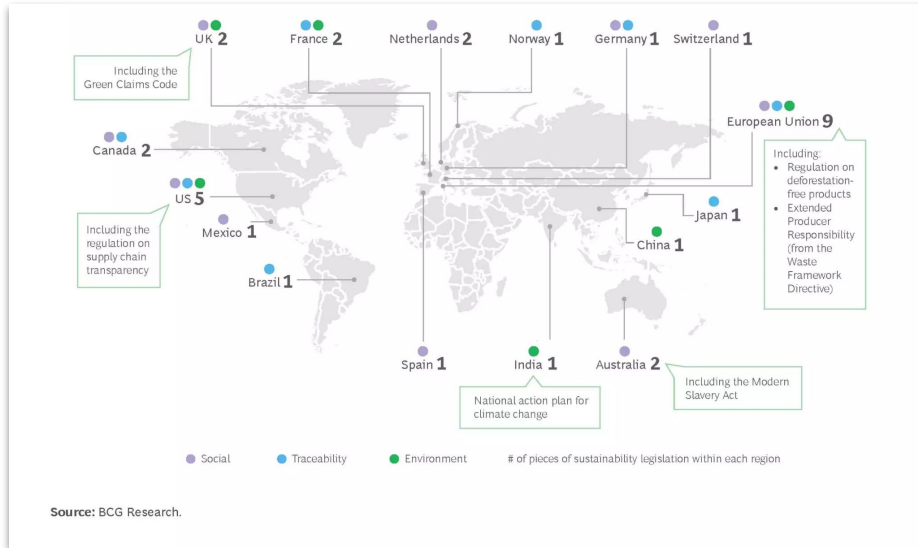 UK 2
France 2
Netherlands 2
Norway 1
Germany 1
Switzerland 1
Including the
Green Claims Code
European Union 9
Including:
• Regulation on
deforestation-
free products
• Extended
Producer
Responsibility
(from the
Waste
Framework
Directive)
Canada 2
US 5
Including the
regulation on
supply chain
transparency
Mexico 1
Japan 1
China 1
Brazil 1
Spain 1
India 1
National action plan for
climate change
Australia 2
Including the Modern
Slavery Act
Social
Traceability
Environment
# of pieces of sustainability legislation within each region
Source: BCG Research.